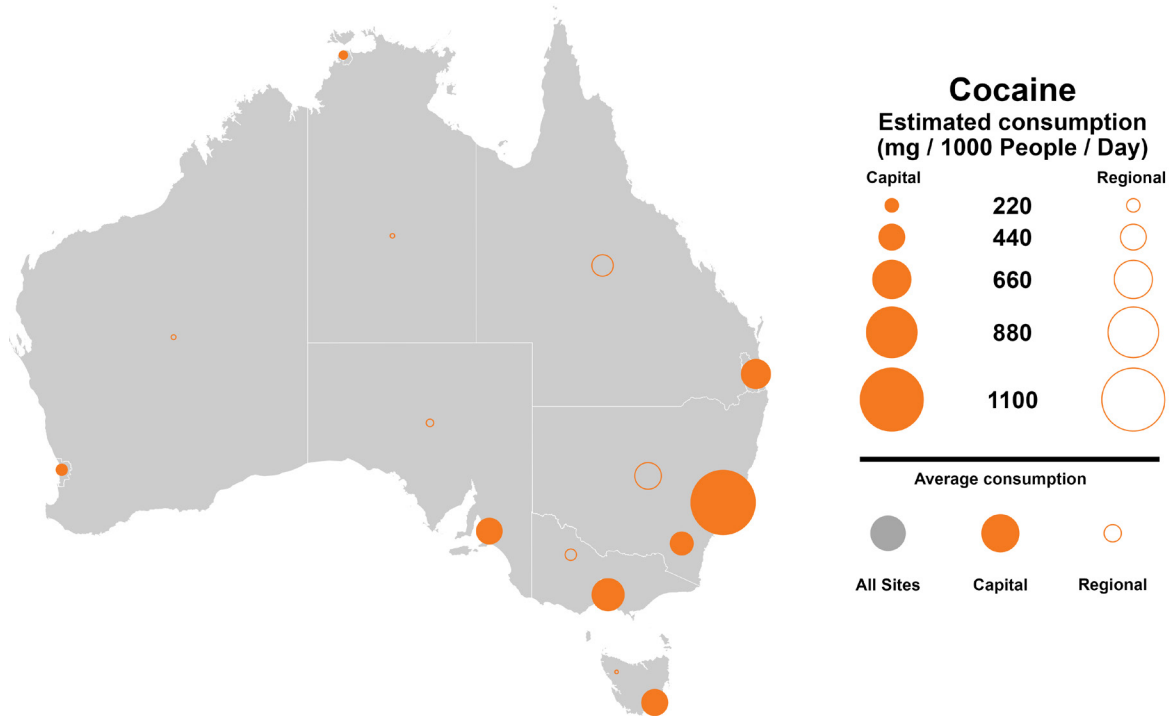 Cocaine
Estimated consumption
(mg / 1000 People / Day)
Capital
Regional
220
440
660
880
1100
Average consumption
All Sites
Capital
Regional